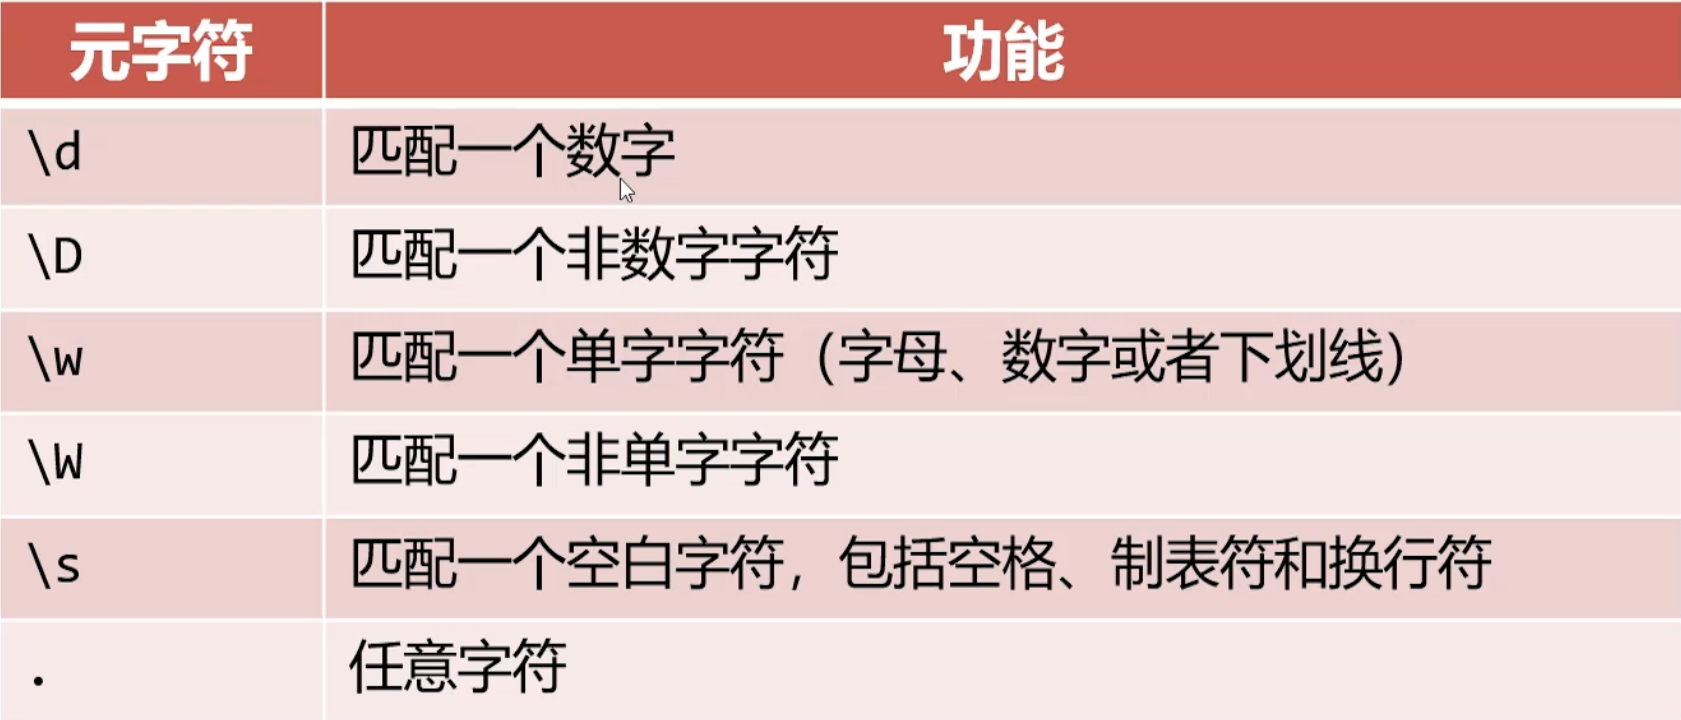 元字符 功能
\d 匹配一个数字
\D 匹配一个非数字字符
\w 匹配一个单字字符（字母、数字或者下划线）
\W 匹配一个非单字字符
\s 匹配一个空白字符，包括空格、制表符和换行符
. 任意字符